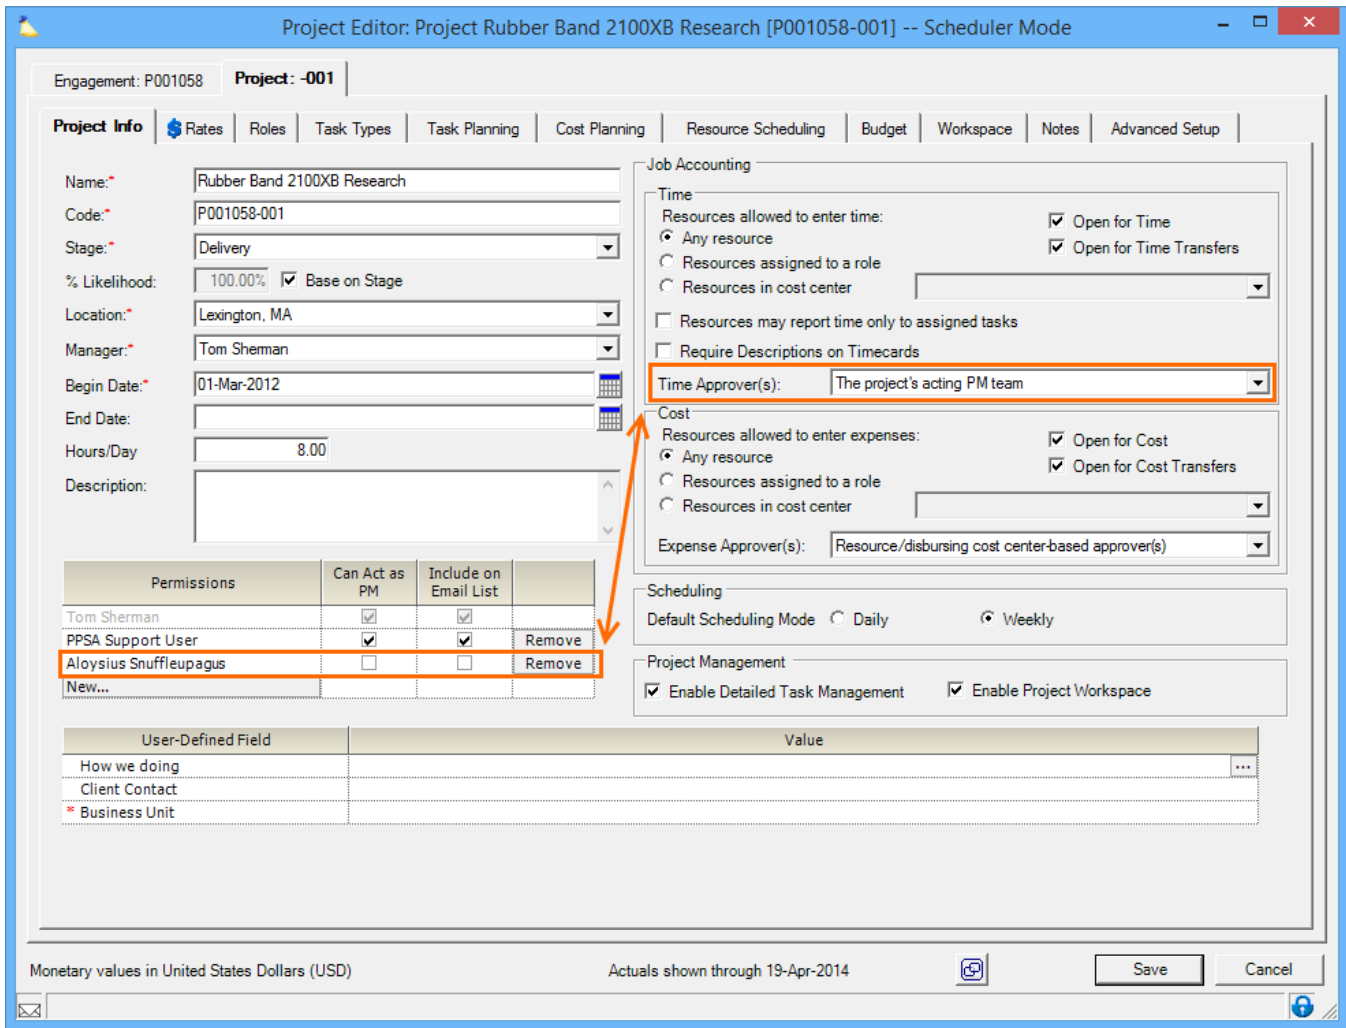 Project Editor: Project Rubber Band 2100XB Research [P001058-001] -- Scheduler Mode
Engagement: P001058
Project: -001
Project Info
Rates
Roles
Task Types
Task Planning
Cost Planning
Resource Scheduling
Budget
Workspace
Notes
Advanced Setup
Name:* Rubber Band 2100XB Research
Code:* P001058-001
Stage:* Delivery
% Likelihood: 100.00% Base on Stage
Location:* Lexington, MA
Manager:* Tom Sherman
Begin Date:* 01-Mar-2012
End Date:
Hours/Day 8.00
Description:
Permissions Can Act as PM Include on Email List
Tom Sherman
PPSA Support User Remove
Aloysius Snuffleupagus Remove
New...
Job Accounting
Time
Resources allowed to enter time:
Any resource
Resources assigned to a role
Resources in cost center
Open for Time
Open for Time Transfers
Resources may report time only to assigned tasks
Require Descriptions on Timecards
Time Approver(s): The project's acting PM team
Cost
Resources allowed to enter expenses:
Any resource
Resources assigned to a role
Resources in cost center
Open for Cost
Open for Cost Transfers
Expense Approver(s): Resource/disbursing cost center-based approver(s)
Scheduling
Default Scheduling Mode Daily Weekly
Project Management
Enable Detailed Task Management Enable Project Workspace
User-Defined Field Value
How we doing ...
Client Contact
* Business Unit
Monetary values in United States Dollars (USD)
Actuals shown through 19-Apr-2014
Save
Cancel